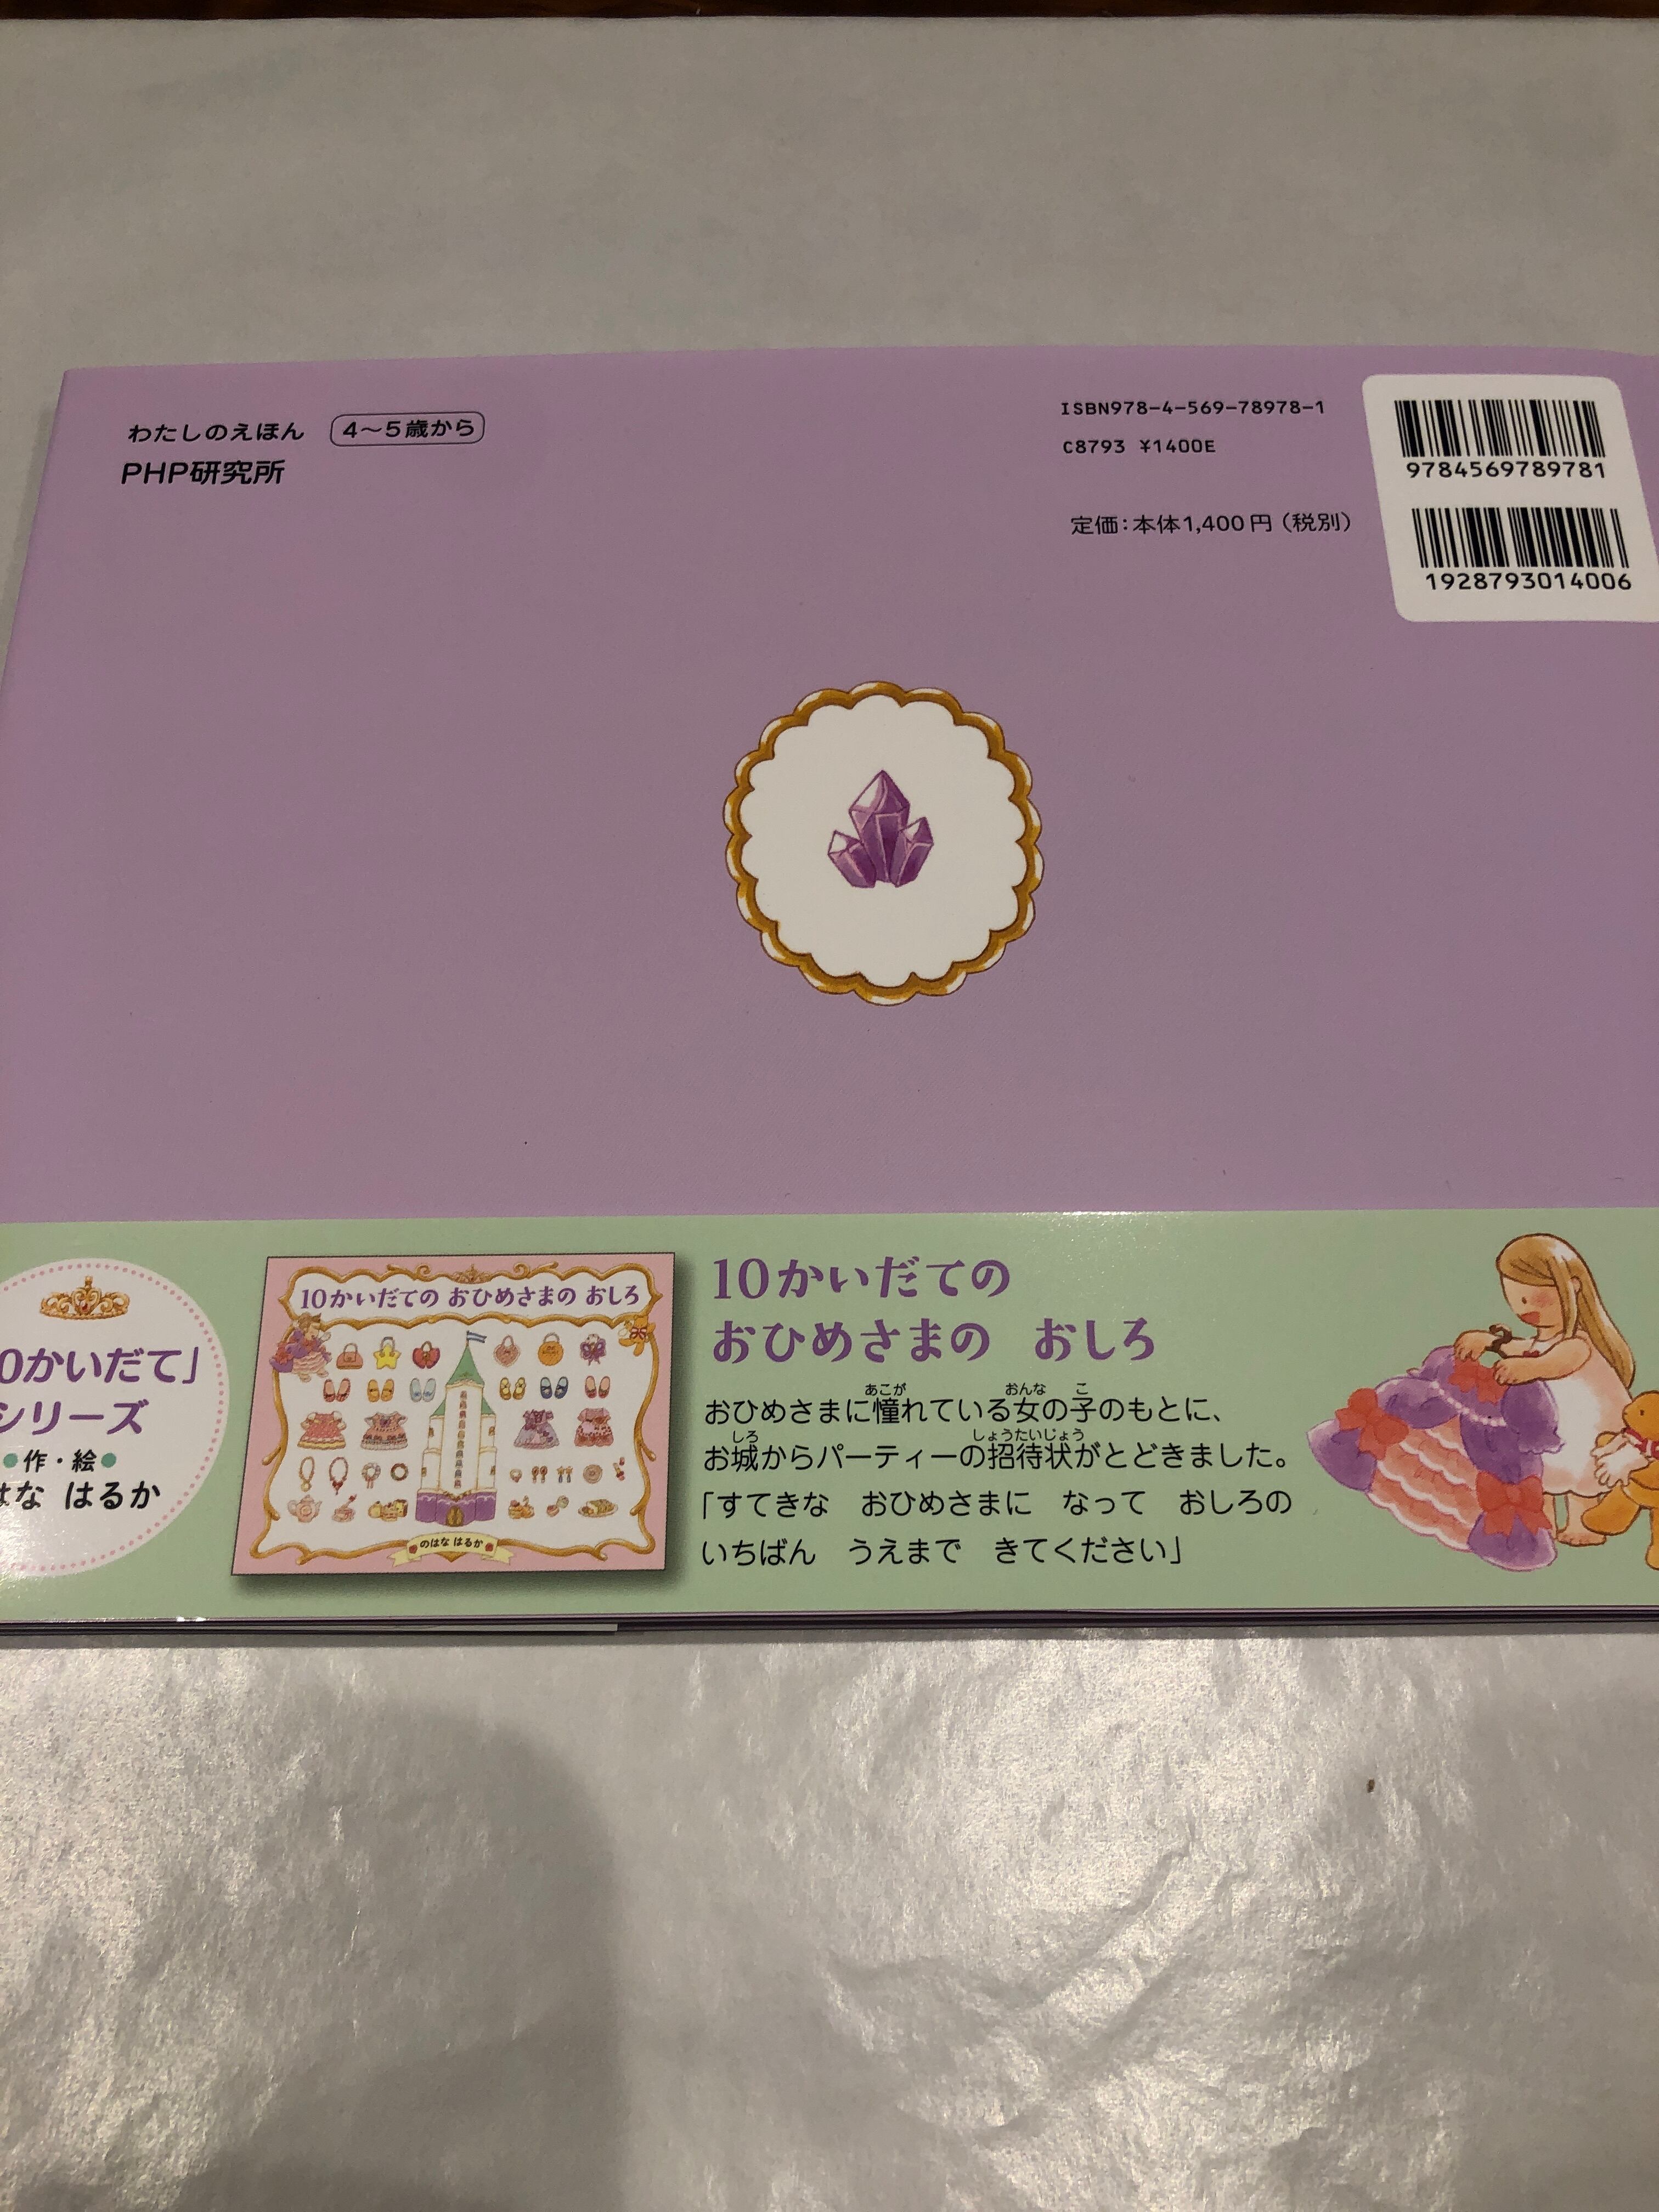 わたしのえほん 4~5歳から
PHP研究所
ISBN978-4-569-78978-1
C8793 ¥1400E
定価:本体1,400円(税別)
9784569789781
1928793014006
0かいだて」
シリーズ
●作・絵●
はな はるか
10かいだての おひめさまの おしろ
のはな はるか
10かいだての
おひめさまの おしろ
おひめさまに憧れている女の子のもとに、
お城からパーティーの招待状がとどきました。
「すてきな おひめさまに なって おしろの
いちばん うえまで きてください」